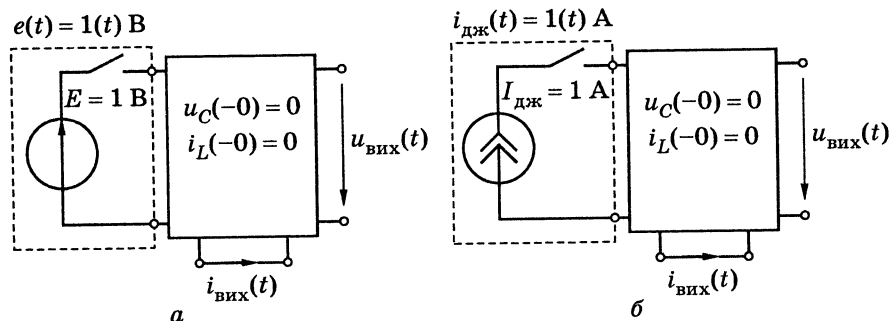 e(t) = 1(t) В
E = 1 В
u_C(-0) = 0
i_L(-0) = 0
u_вих(t)
i_вих(t)
а
i_дж(t) = 1(t) А
I_дж = 1 А
u_C(-0) = 0
i_L(-0) = 0
u_вих(t)
i_вих(t)
б